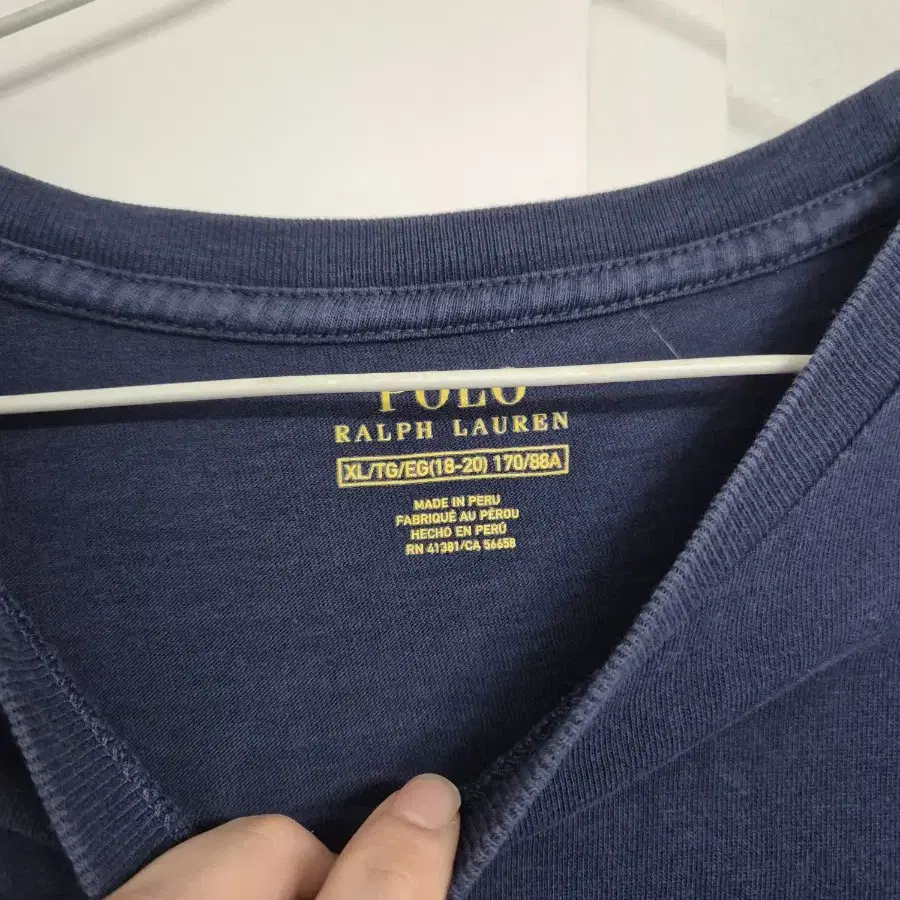 POLO
RALPH LAUREN
XL/TG/EG(18-20) 170/88A
MADE IN PERU
FABRIQUÉ AU PÉROU
HECHO EN PERÚ
RN 41381/CA 56658